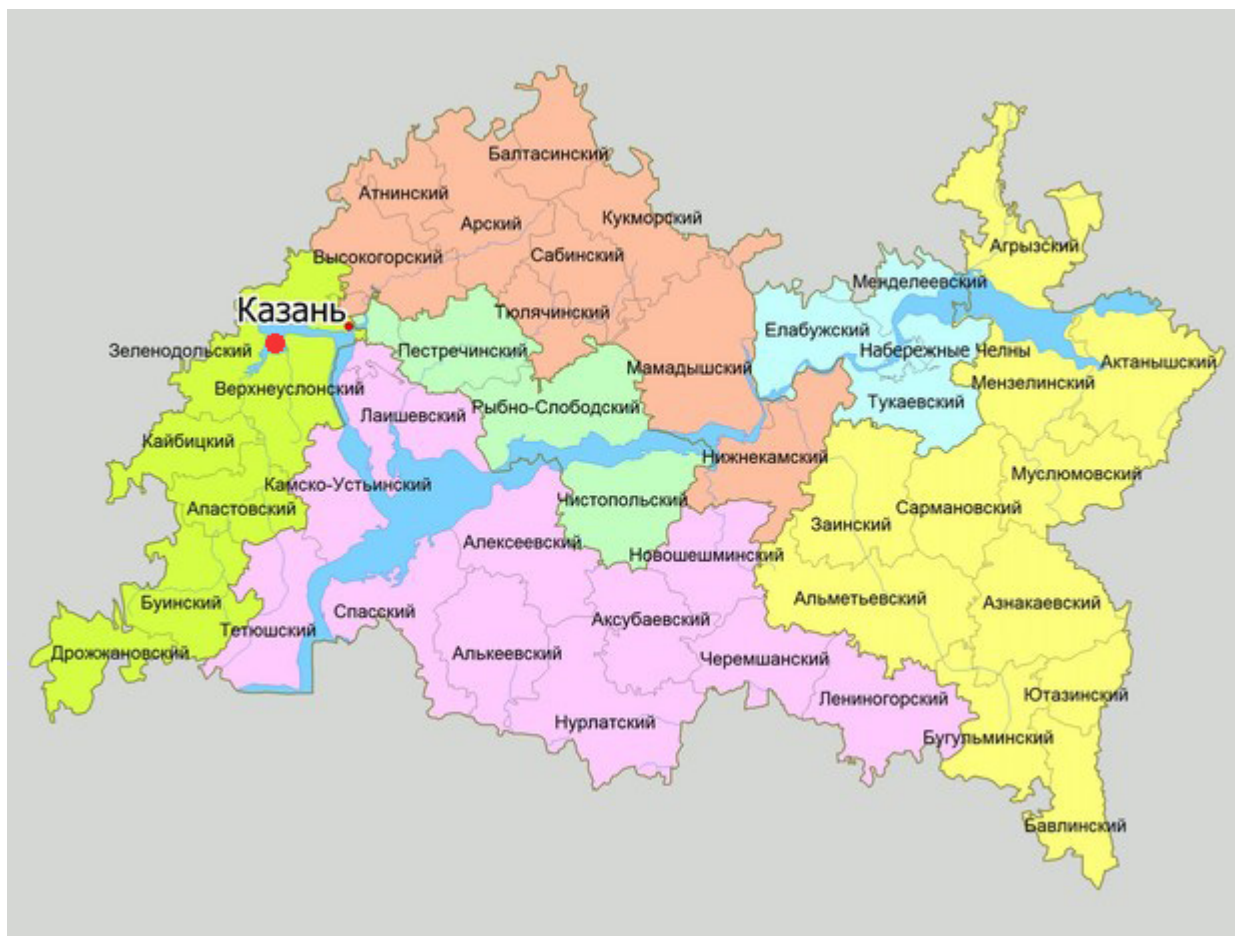 Балтасинский
Атнинский
Арский
Кукморский
Агрызский
Высокогорский
Сабинский
Менделеевский
Казань
Тюлячинский
Елабужский
Зеленодольский
Пестречинский
Набережные Челны
Актанышский
Верхнеуслонский
Мамадышский
Мензелинский
Лаишевский
Рыбно-Слободский
Тукаевский
Кайбицкий
Нижнекамский
Муслюмовский
Камско-Устьинский
Чистопольский
Апастовский
Сармановский
Заинский
Алексеевский
Новошешминский
Буинский
Спасский
Аксубаевский
Альметьевский
Азнакаевский
Тетюшский
Дрожжановский
Алькеевский
Черемшанский
Лениногорский
Ютазинский
Нурлатский
Бугульминский
Бавлинский